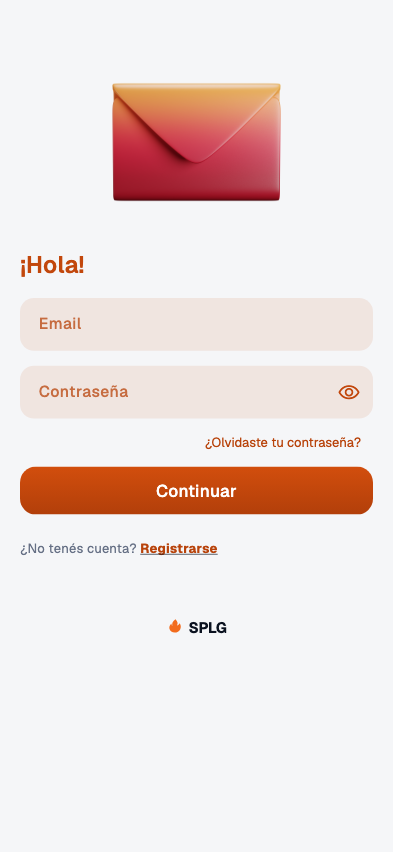 ¡Hola!
Email
Contraseña
¿Olvidaste tu contraseña?
Continuar
¿No tenés cuenta? Registrarse
SPLG